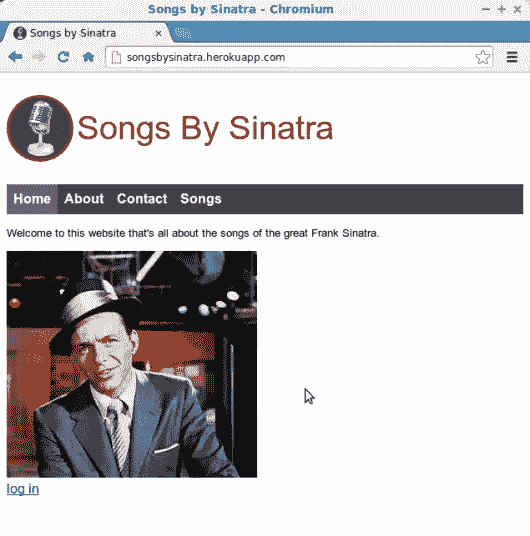 Songs by Sinatra - Chromium
Songs by Sinatra
songsbysinatra.herokuapp.com
Songs By Sinatra
Home About Contact Songs
Welcome to this website that's all about the songs of the great Frank Sinatra.
log in